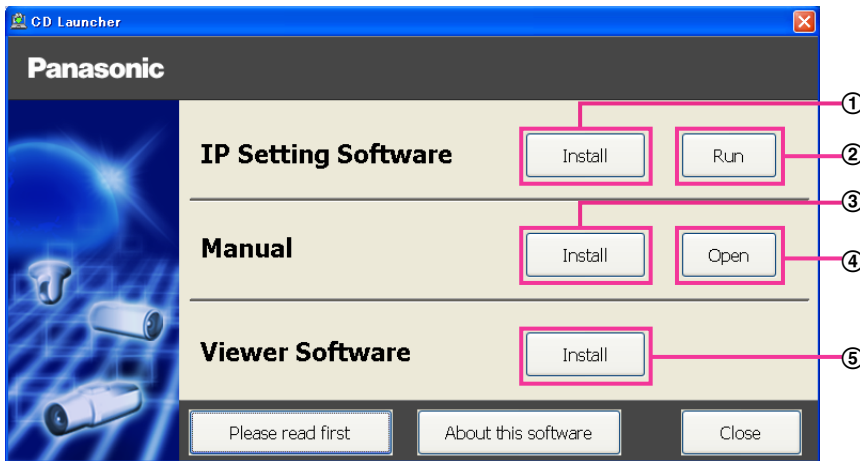 CD Launcher
Panasonic
①
IP Setting Software Install Run ②
③
Manual Install Open ④
Viewer Software Install ⑤
Please read first About this software Close